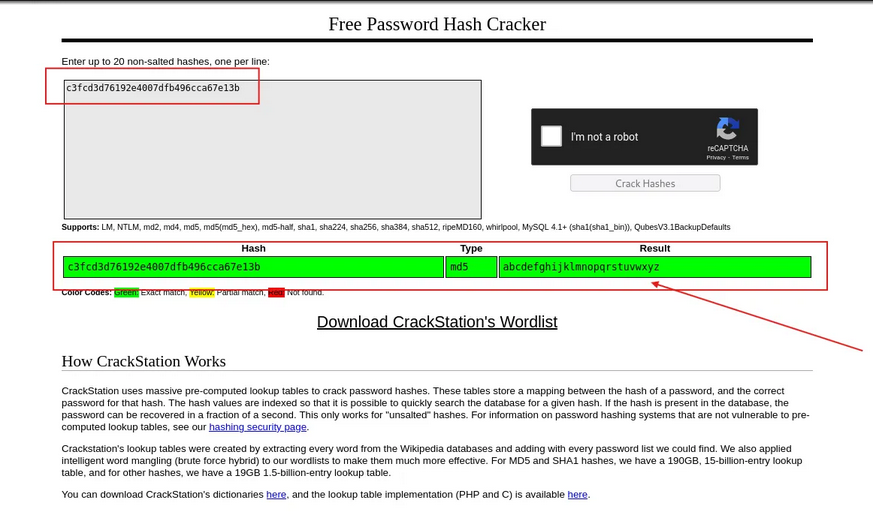 Free Password Hash Cracker
Enter up to 20 non-salted hashes, one per line:
c3fcd3d76192e4007dfb496cca67e13b
I'm not a robot
reCAPTCHA
Privacy - Terms
Crack Hashes
Supports: LM, NTLM, md2, md4, md5, md5(md5_hex), md5-half, sha1, sha224, sha256, sha384, sha512, ripeMD160, whirlpool, MySQL 4.1+ (sha1(sha1_bin)), QubesV3.1BackupDefaults
Hash Type Result
c3fcd3d76192e4007dfb496cca67e13b md5 abcdefghijklmnopqrstuvwxyz
Color Codes: Green: Exact match, Yellow: Partial match, Red: Not found.
Download CrackStation's Wordlist
How CrackStation Works
CrackStation uses massive pre-computed lookup tables to crack password hashes. These tables store a mapping between the hash of a password, and the correct
password for that hash. The hash values are indexed so that it is possible to quickly search the database for a given hash. If the hash is present in the database, the
password can be recovered in a fraction of a second. This only works for "unsalted" hashes. For information on password hashing systems that are not vulnerable to pre-
computed lookup tables, see our hashing security page.
Crackstation's lookup tables were created by extracting every word from the Wikipedia databases and adding with every password list we could find. We also applied
intelligent word mangling (brute force hybrid) to our wordlists to make them much more effective. For MD5 and SHA1 hashes, we have a 190GB, 15-billion-entry lookup
table, and for other hashes, we have a 19GB 1.5-billion-entry lookup table.
You can download CrackStation's dictionaries here, and the lookup table implementation (PHP and C) is available here.